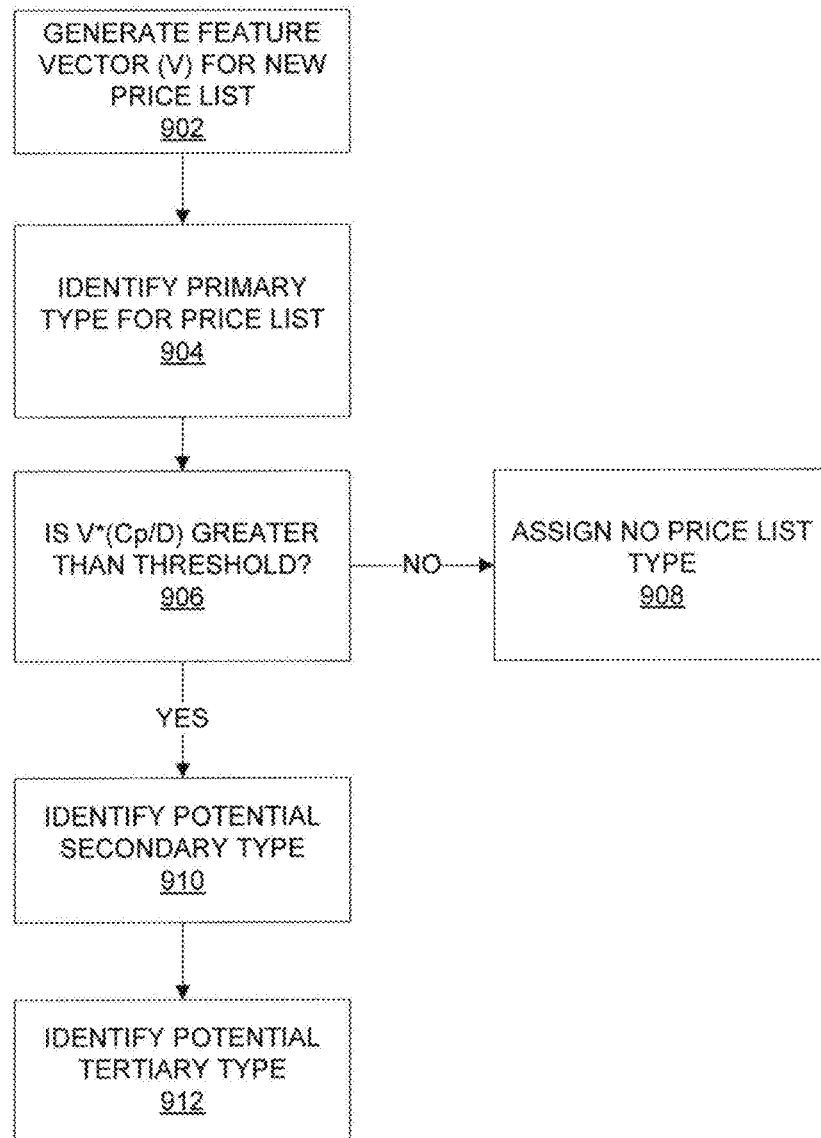 GENERATE FEATURE
VECTOR (V) FOR NEW
PRICE LIST
902
IDENTIFY PRIMARY
TYPE FOR PRICE LIST
904
IS V*(Cp/D) GREATER
THAN THRESHOLD?
906
NO
ASSIGN NO PRICE LIST
TYPE
908
YES
IDENTIFY POTENTIAL
SECONDARY TYPE
910
IDENTIFY POTENTIAL
TERTIARY TYPE
912